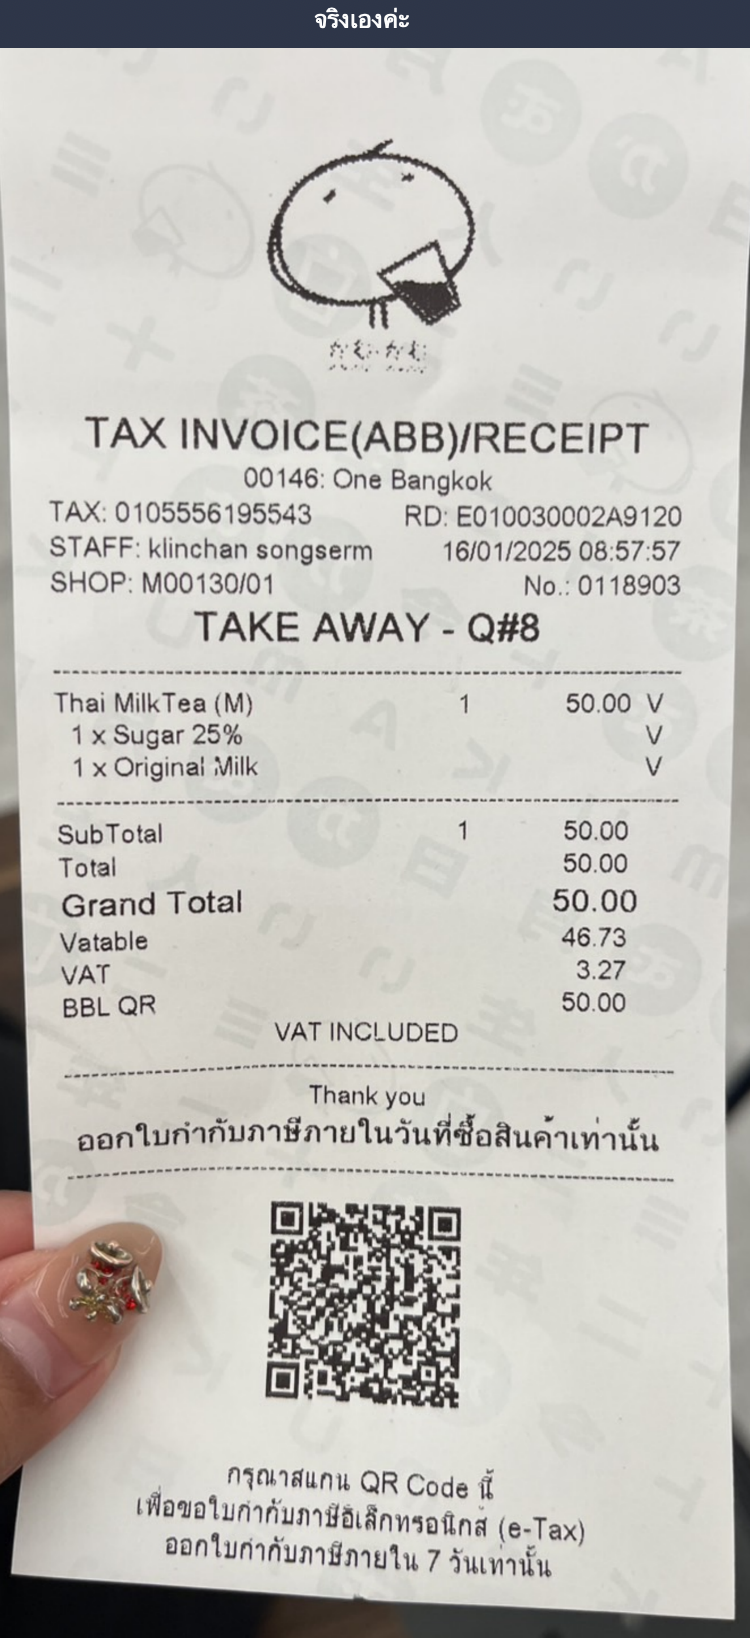 จริงเองค่ะ
かむかむ
TAX INVOICE(ABB)/RECEIPT
00146: One Bangkok
TAX: 0105556195543 RD: E010030002A9120
STAFF: klinchan songserm 16/01/2025 08:57:57
SHOP: M00130/01 No.: 0118903
TAKE AWAY - Q#8
Thai MilkTea (M) 1 50.00 V
1 x Sugar 25% V
1 x Original Milk V
SubTotal 1 50.00
Total 50.00
Grand Total 50.00
Vatable 46.73
VAT 3.27
BBL QR 50.00
VAT INCLUDED
Thank you
ออกใบกำกับภาษีภายในวันที่ซื้อสินค้าเท่านั้น
กรุณาสแกน QR Code นี้
เพื่อขอใบกำกับภาษีอิเล็กทรอนิกส์ (e-Tax)
ออกใบกำกับภาษีภายใน 7 วันเท่านั้น